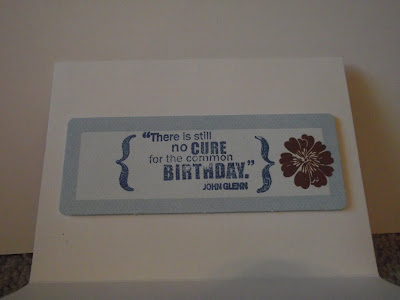 "There is still
no CURE
for the common
BIRTHDAY."
JOHN GLENN